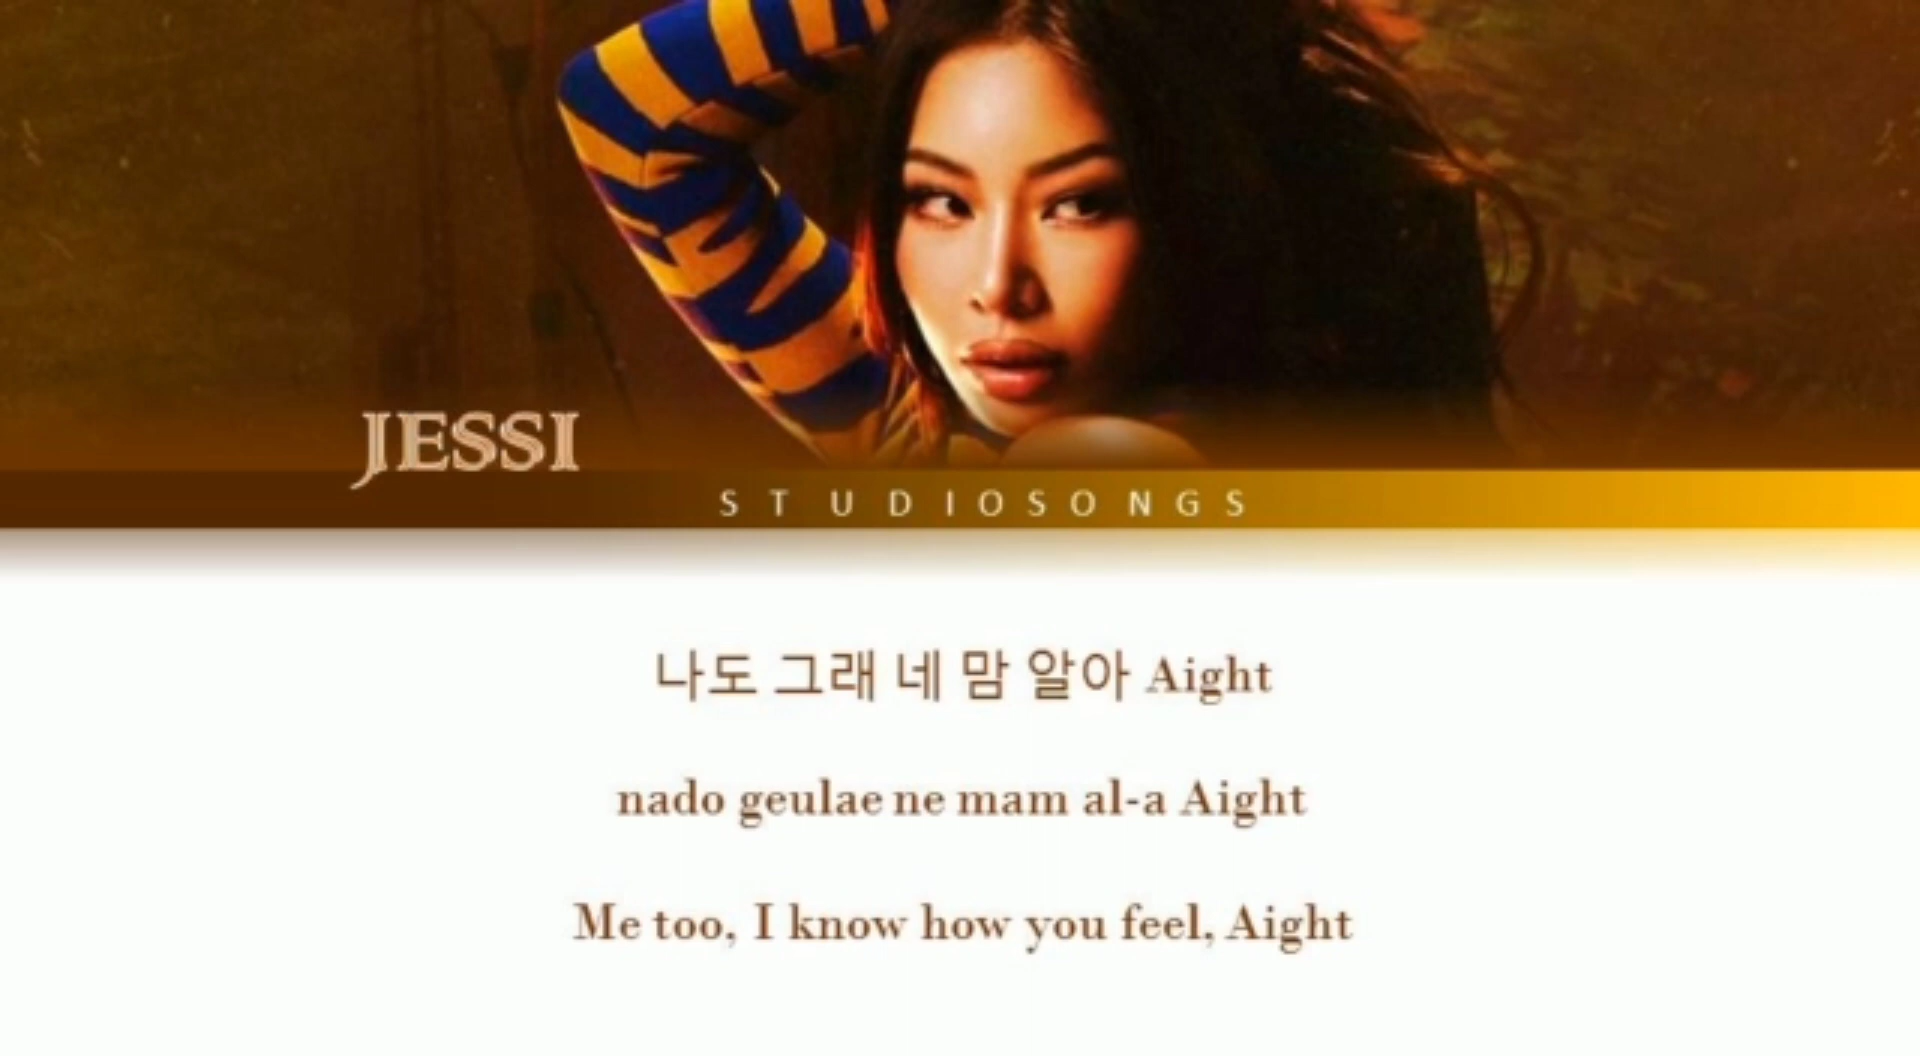 JESSI
STUDIOSONGS
나도 그래 네 맘 알아 Aight
nado geulae ne mam al-a Aight
Me too, I know how you feel, Aight